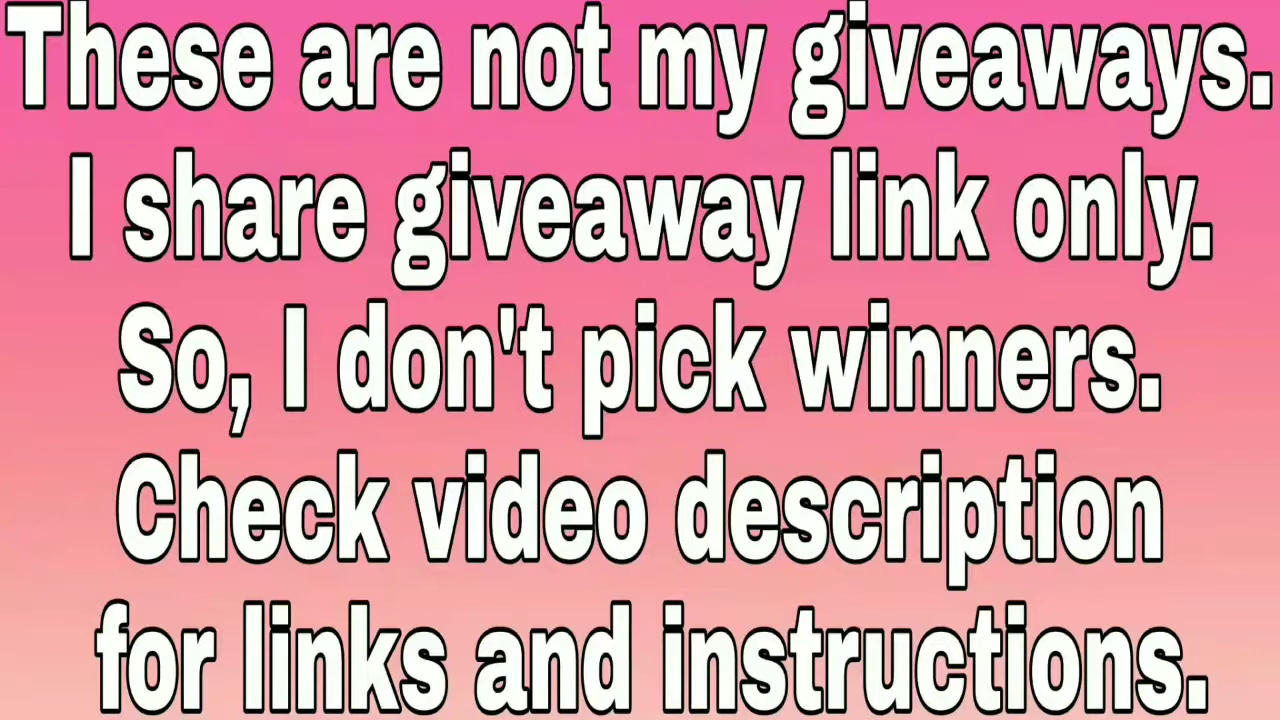 These are not my giveaways.
I share giveaway link only.
So, I don't pick winners.
Check video description
for links and instructions.